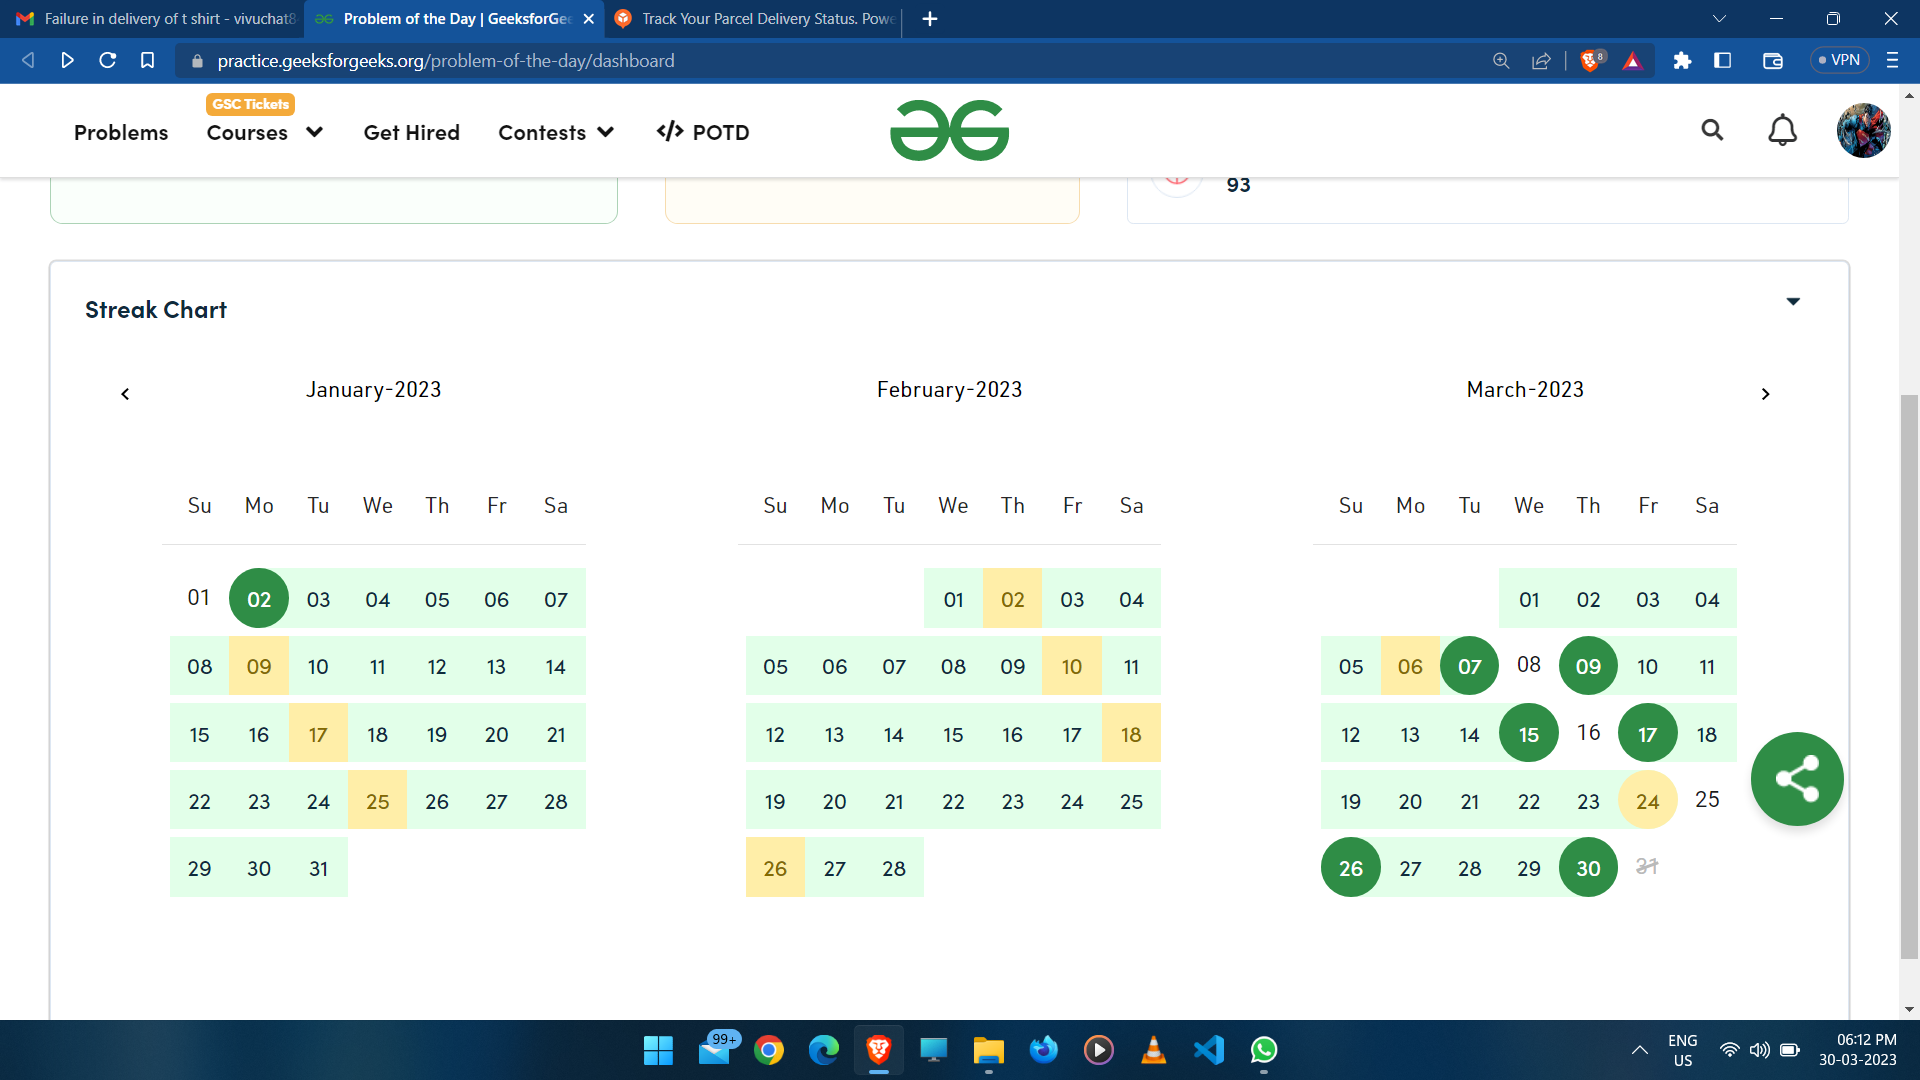 Failure in delivery of t shirt - vivuchat8
Problem of the Day | GeeksforGee
Track Your Parcel Delivery Status. Powe
practice.geeksforgeeks.org/problem-of-the-day/dashboard
8
VPN
GSC Tickets
Problems Courses Get Hired Contests </> POTD
93
Streak Chart
January-2023 February-2023 March-2023
Su Mo Tu We Th Fr Sa Su Mo Tu We Th Fr Sa Su Mo Tu We Th Fr Sa
01 02 03 04 05 06 07 01 02 03 04 01 02 03 04
08 09 10 11 12 13 14 05 06 07 08 09 10 11 05 06 07 08 09 10 11
15 16 17 18 19 20 21 12 13 14 15 16 17 18 12 13 14 15 16 17 18
22 23 24 25 26 27 28 19 20 21 22 23 24 25 19 20 21 22 23 24 25
29 30 31 26 27 28 26 27 28 29 30 31
99+
ENG
US
06:12 PM
30-03-2023